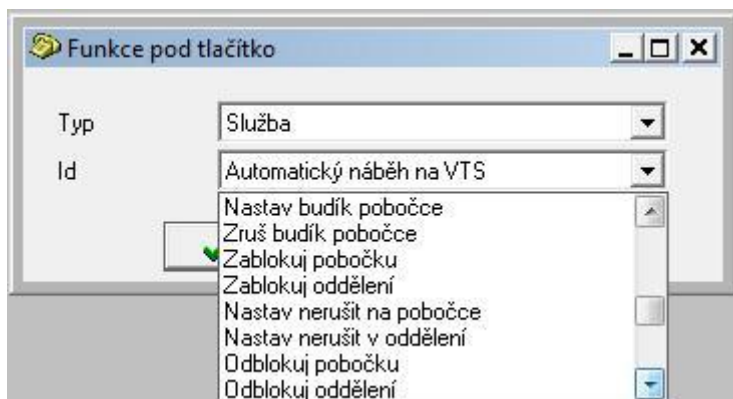 Funkce pod tlačítko
Typ
Služba
Id
Automatický náběh na VTS
Nastav budík pobočce
Zruš budík pobočce
Zablokuj pobočku
Zablokuj oddělení
Nastav nerušit na pobočce
Nastav nerušit v oddělení
Odblokuj pobočku
Odblokuj oddělení